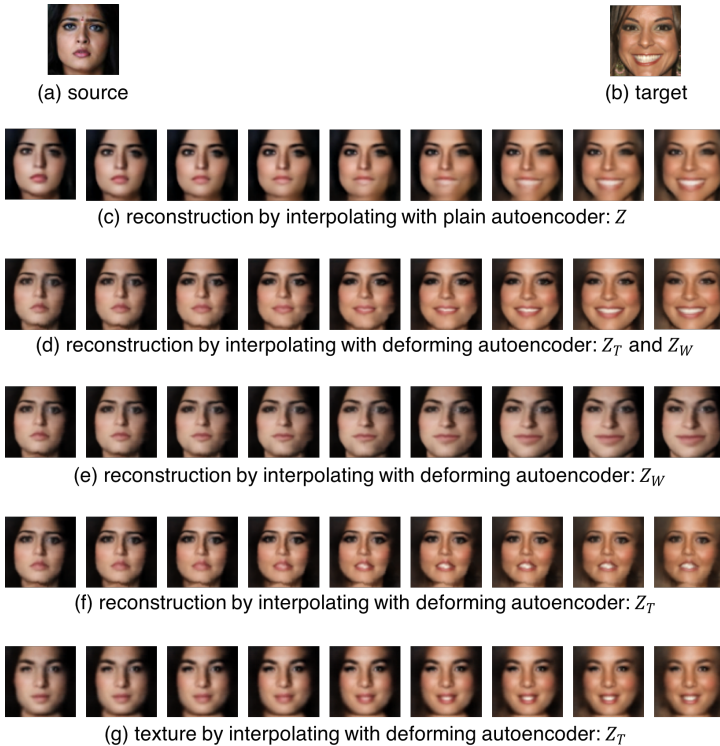 (a) source
(b) target
(c) reconstruction by interpolating with plain autoencoder: Z
(d) reconstruction by interpolating with deforming autoencoder: Z_T and Z_W
(e) reconstruction by interpolating with deforming autoencoder: Z_W
(f) reconstruction by interpolating with deforming autoencoder: Z_T
(g) texture by interpolating with deforming autoencoder: Z_T